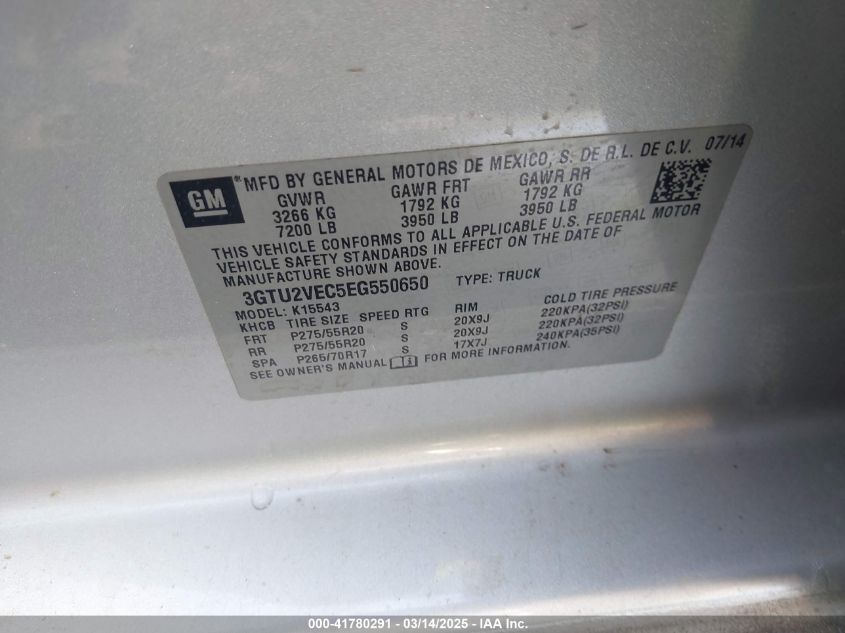 GM
® MFD BY GENERAL MOTORS DE MEXICO, S. DE R.L. DE C.V. 07/14
GVWR GAWR FRT GAWR RR
3266 KG 1792 KG 1792 KG
7200 LB 3950 LB 3950 LB
THIS VEHICLE CONFORMS TO ALL APPLICABLE U.S. FEDERAL MOTOR
VEHICLE SAFETY STANDARDS IN EFFECT ON THE DATE OF
MANUFACTURE SHOWN ABOVE.
3GTU2VEC5EG550650 TYPE: TRUCK
MODEL: K15543
KHCB TIRE SIZE SPEED RTG RIM COLD TIRE PRESSURE
FRT P275/55R20 S 20X9J 220KPA(32PSI)
RR P275/55R20 S 20X9J 220KPA(32PSI)
SPA P265/70R17 S 17X7J 240KPA(35PSI)
SEE OWNER'S MANUAL FOR MORE INFORMATION.
000-41780291 - 03/14/2025 - IAA Inc.